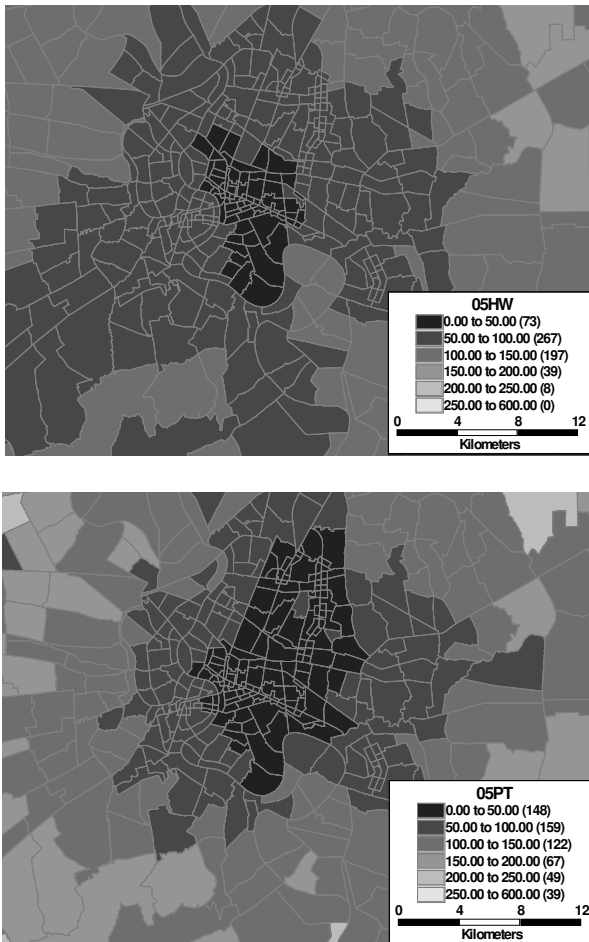 05HW
0.00 to 50.00 (73)
50.00 to 100.00 (267)
100.00 to 150.00 (197)
150.00 to 200.00 (39)
200.00 to 250.00 (8)
250.00 to 600.00 (0)
0 4 8 12
Kilometers
05PT
0.00 to 50.00 (148)
50.00 to 100.00 (159)
100.00 to 150.00 (122)
150.00 to 200.00 (67)
200.00 to 250.00 (49)
250.00 to 600.00 (39)
0 4 8 12
Kilometers